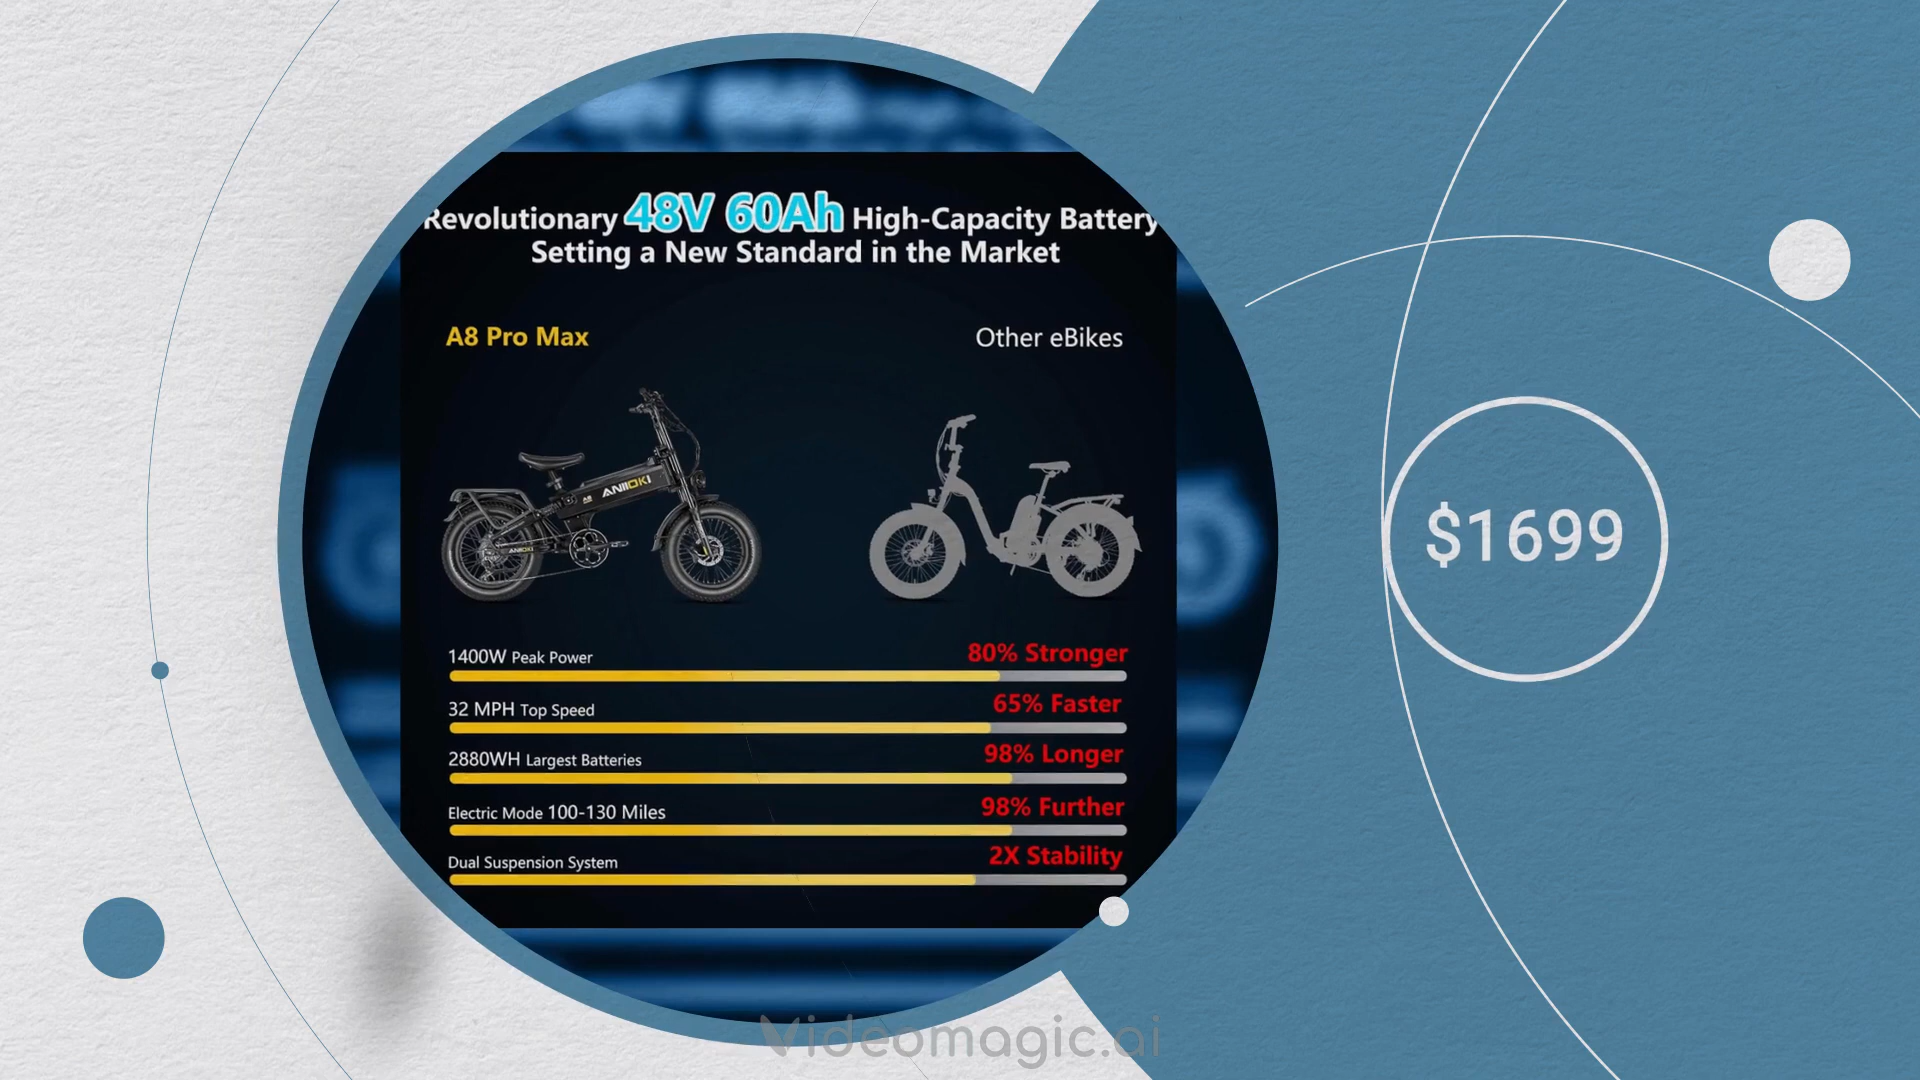 Revolutionary 48V 60Ah High-Capacity Battery
Setting a New Standard in the Market
A8 Pro Max
Other eBikes
ANIIOKI
A8
ANIIOKI
1400W Peak Power
80% Stronger
32 MPH Top Speed
65% Faster
2880WH Largest Batteries
98% Longer
Electric Mode 100-130 Miles
98% Further
Dual Suspension System
2X Stability
$1699
Videomagic.ai